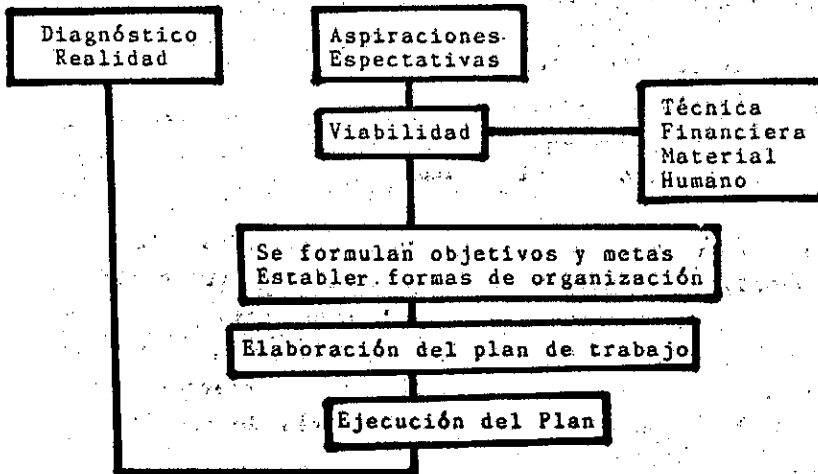 Diagnóstico
Realidad
Aspiraciones
Espectativas
Viabilidad
Técnica
Financiera
Material
Humano
Se formulan objetivos y metas
Establer formas de organización
Elaboración del plan de trabajo
Ejecución del Plan